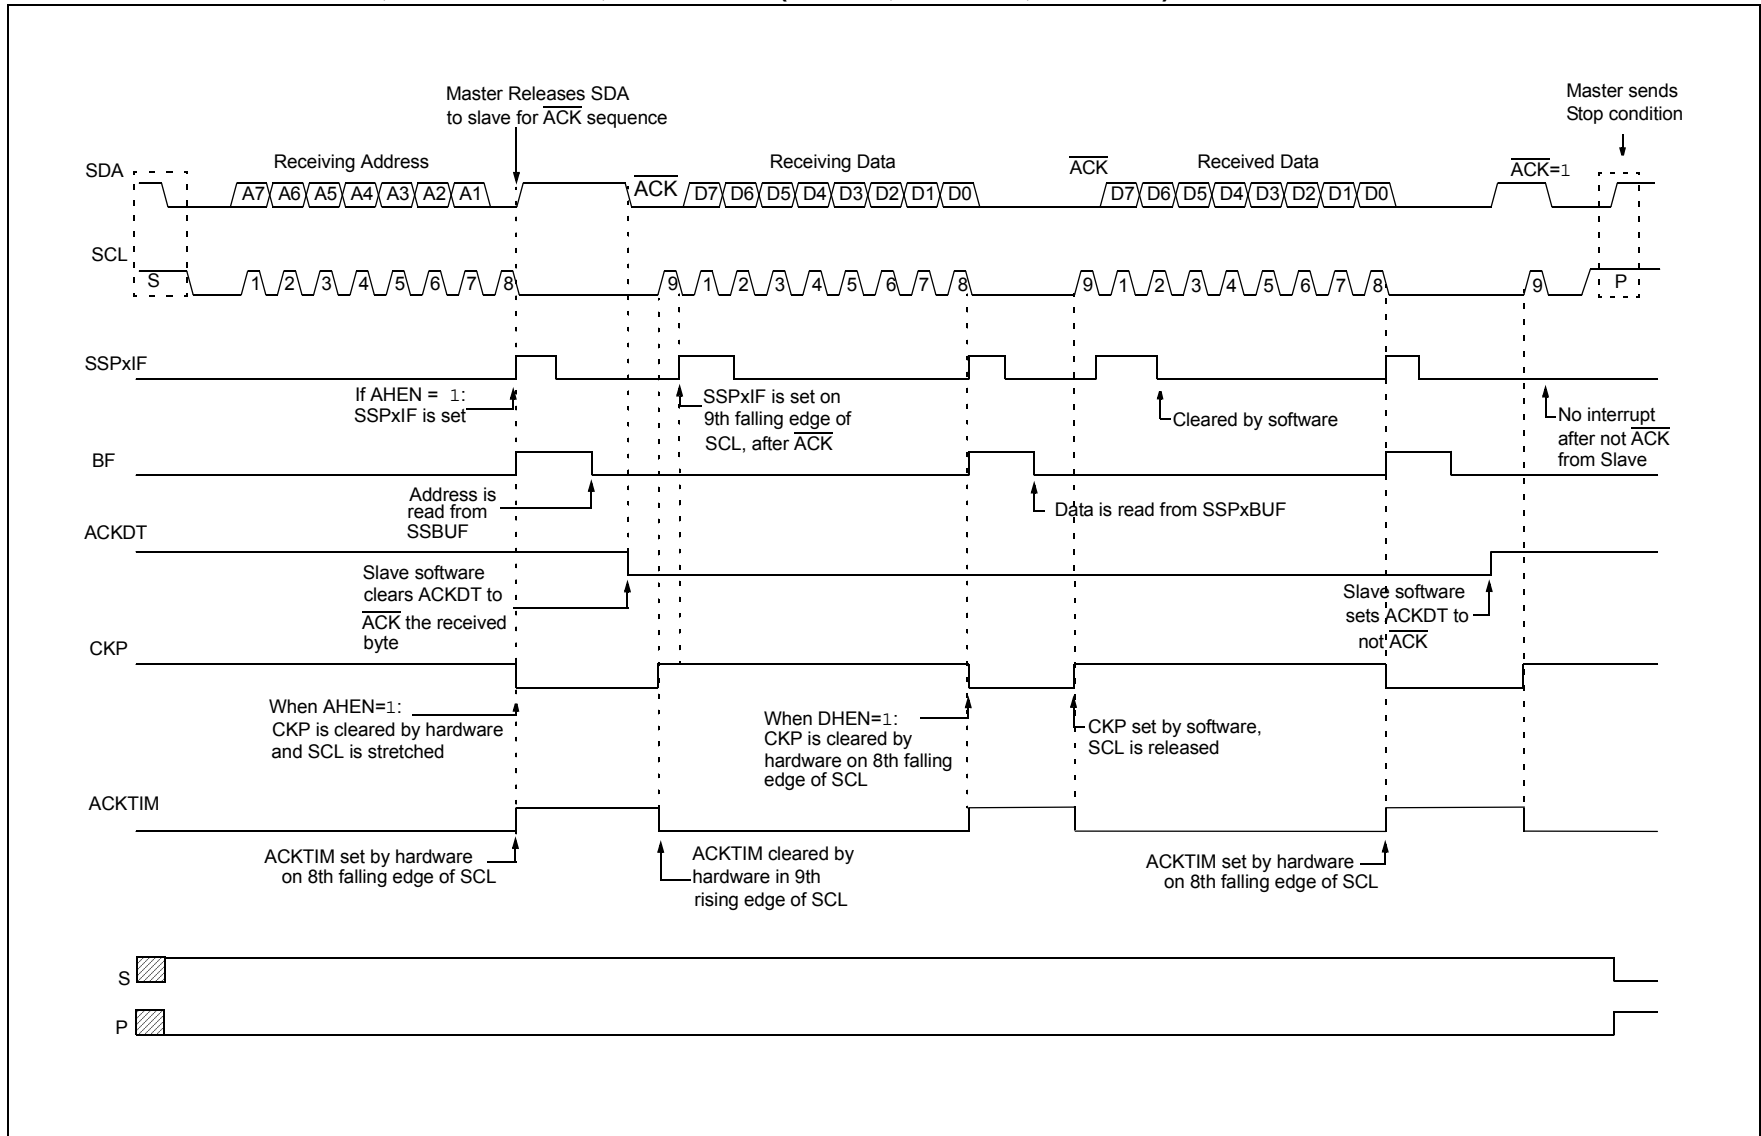 Master Releases SDA
to slave for ACK sequence
Master sends
Stop condition
SDA
Receiving Address
ACK
Receiving Data
ACK
Received Data
ACK=1
A7 A6 A5 A4 A3 A2 A1
D7 D6 D5 D4 D3 D2 D1 D0
D7 D6 D5 D4 D3 D2 D1 D0
SCL
S
1 2 3 4 5 6 7 8
9 1 2 3 4 5 6 7 8
9 1 2 3 4 5 6 7 8
9
P
SSPxIF
If AHEN = 1:
SSPxIF is set
SSPxIF is set on
9th falling edge of
SCL, after ACK
Cleared by software
No interrupt
after not ACK
from Slave
BF
Address is
read from
SSBUF
Data is read from SSPxBUF
ACKDT
Slave software
clears ACKDT to
ACK the received
byte
Slave software
sets ACKDT to
not ACK
CKP
When AHEN=1:
CKP is cleared by hardware
and SCL is stretched
When DHEN=1:
CKP is cleared by
hardware on 8th falling
edge of SCL
CKP set by software,
SCL is released
ACKTIM
ACKTIM set by hardware
on 8th falling edge of SCL
ACKTIM cleared by
hardware in 9th
rising edge of SCL
ACKTIM set by hardware
on 8th falling edge of SCL
S
P